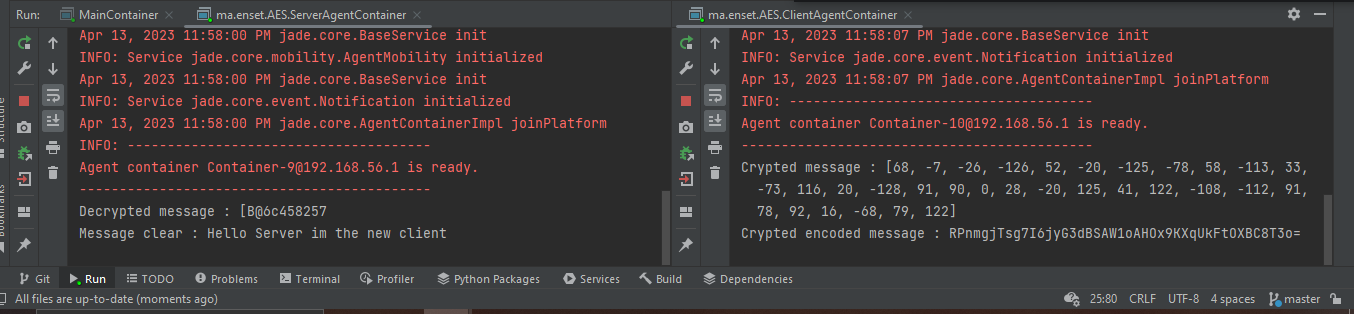 Run: MainContainer ma.enset.AES.ServerAgentContainer
Apr 13, 2023 11:58:00 PM jade.core.BaseService init
INFO: Service jade.core.mobility.AgentMobility initialized
Apr 13, 2023 11:58:00 PM jade.core.BaseService init
INFO: Service jade.core.event.Notification initialized
Apr 13, 2023 11:58:00 PM jade.core.AgentContainerImpl joinPlatform
INFO: --------------------------------------
Agent container Container-9@192.168.56.1 is ready.
--------------------------------------------
Decrypted message : [B@6c458257
Message clear : Hello Server im the new client
ma.enset.AES.ClientAgentContainer
Apr 13, 2023 11:58:07 PM jade.core.BaseService init
INFO: Service jade.core.event.Notification initialized
Apr 13, 2023 11:58:07 PM jade.core.AgentContainerImpl joinPlatform
INFO: --------------------------------------
Agent container Container-10@192.168.56.1 is ready.
--------------------------------------------
Crypted message : [68, -7, -26, -126, 52, -20, -125, -78, 58, -113, 33,
-73, 116, 20, -128, 91, 90, 0, 28, -20, 125, 41, 122, -108, -112, 91,
78, 92, 16, -68, 79, 122]
Crypted encoded message : RPnmgjTsg7I6jyG3dBSAW1oAHOx9KXqUkFtOXBC8T3o=
Structure
Bookmarks
Git Run TODO Problems Terminal Profiler Python Packages Services Build Dependencies
All files are up-to-date (moments ago) 25:80 CRLF UTF-8 4 spaces master